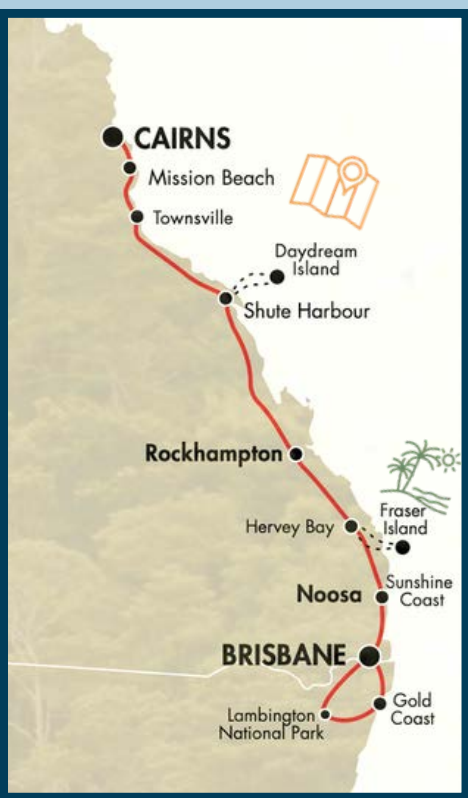 CAIRNS
Mission Beach
Townsville
Daydream
Island
Shute Harbour
Rockhampton
Fraser
Island
Hervey Bay
Sunshine
Coast
Noosa
BRISBANE
Gold
Coast
Lambington
National Park